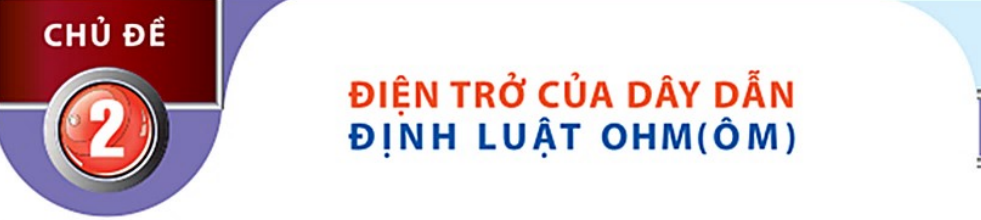 CHỦ ĐỀ
2
ĐIỆN TRỞ CỦA DÂY DẪN
ĐỊNH LUẬT OHM(ÔM)